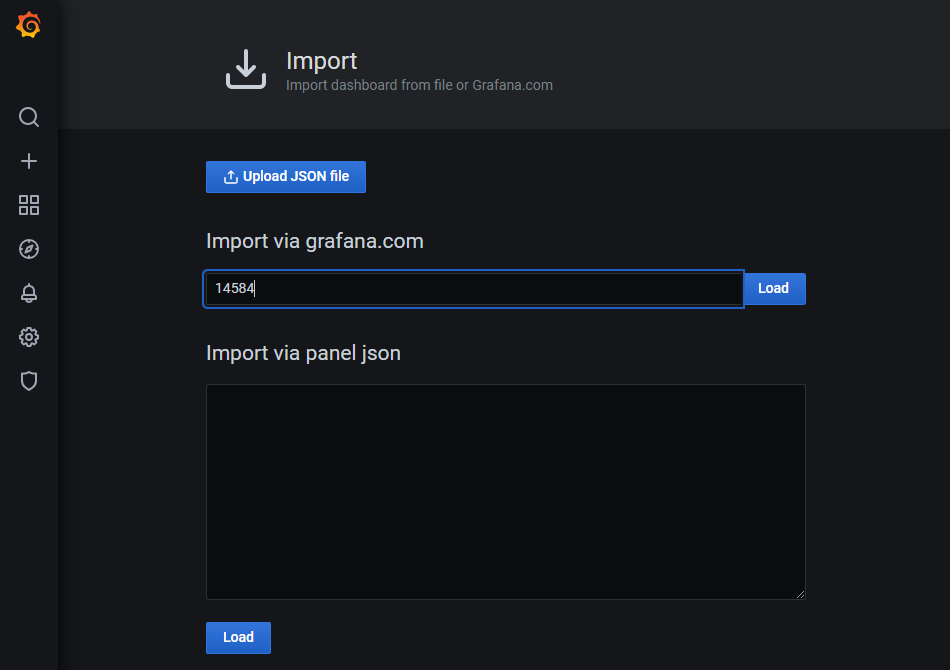 Import
Import dashboard from file or Grafana.com
Upload JSON file
Import via grafana.com
14584
Load
Import via panel json
Load